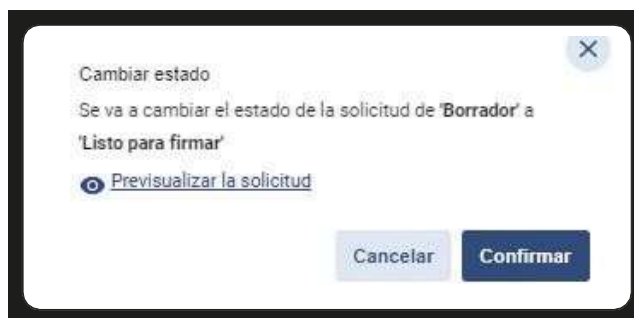 Cambiar estado
Se va a cambiar el estado de la solicitud de 'Borrador' a
'Listo para firmar'
Previsualizar la solicitud
Cancelar Confirmar